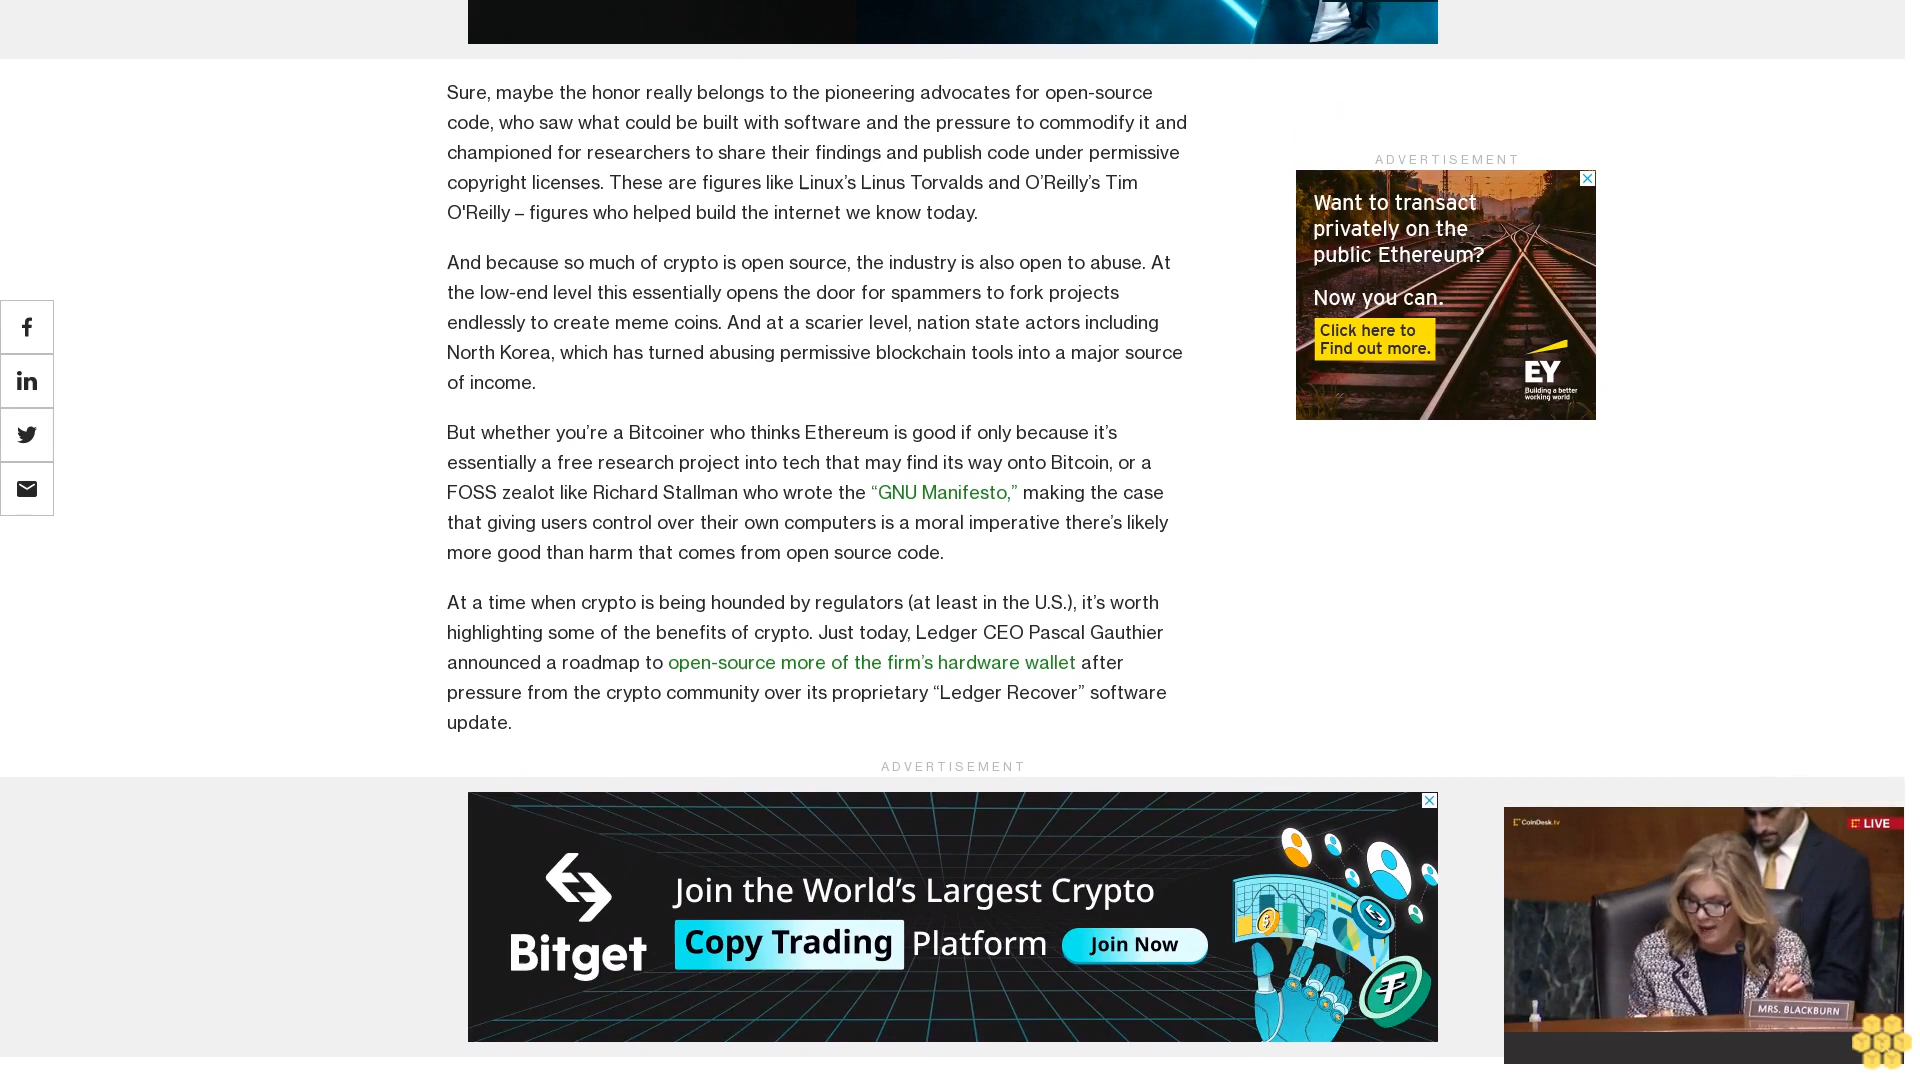 Sure, maybe the honor really belongs to the pioneering advocates for open-source
code, who saw what could be built with software and the pressure to commodify it and
championed for researchers to share their findings and publish code under permissive
copyright licenses. These are figures like Linux’s Linus Torvalds and O’Reilly’s Tim
O'Reilly – figures who helped build the internet we know today.
And because so much of crypto is open source, the industry is also open to abuse. At
the low-end level this essentially opens the door for spammers to fork projects
endlessly to create meme coins. And at a scarier level, nation state actors including
North Korea, which has turned abusing permissive blockchain tools into a major source
of income.
But whether you’re a Bitcoiner who thinks Ethereum is good if only because it’s
essentially a free research project into tech that may find its way onto Bitcoin, or a
FOSS zealot like Richard Stallman who wrote the “GNU Manifesto,” making the case
that giving users control over their own computers is a moral imperative there’s likely
more good than harm that comes from open source code.
At a time when crypto is being hounded by regulators (at least in the U.S.), it’s worth
highlighting some of the benefits of crypto. Just today, Ledger CEO Pascal Gauthier
announced a roadmap to open-source more of the firm’s hardware wallet after
pressure from the crypto community over its proprietary “Ledger Recover” software
update.
ADVERTISEMENT
Want to transact
privately on the
public Ethereum?
Now you can.
Click here to
Find out more.
EY
Building a better
working world
ADVERTISEMENT
Bitget
Join the World’s Largest Crypto
Copy Trading Platform
Join Now
CoinDesk.tv
LIVE
MRS. BLACKBURN